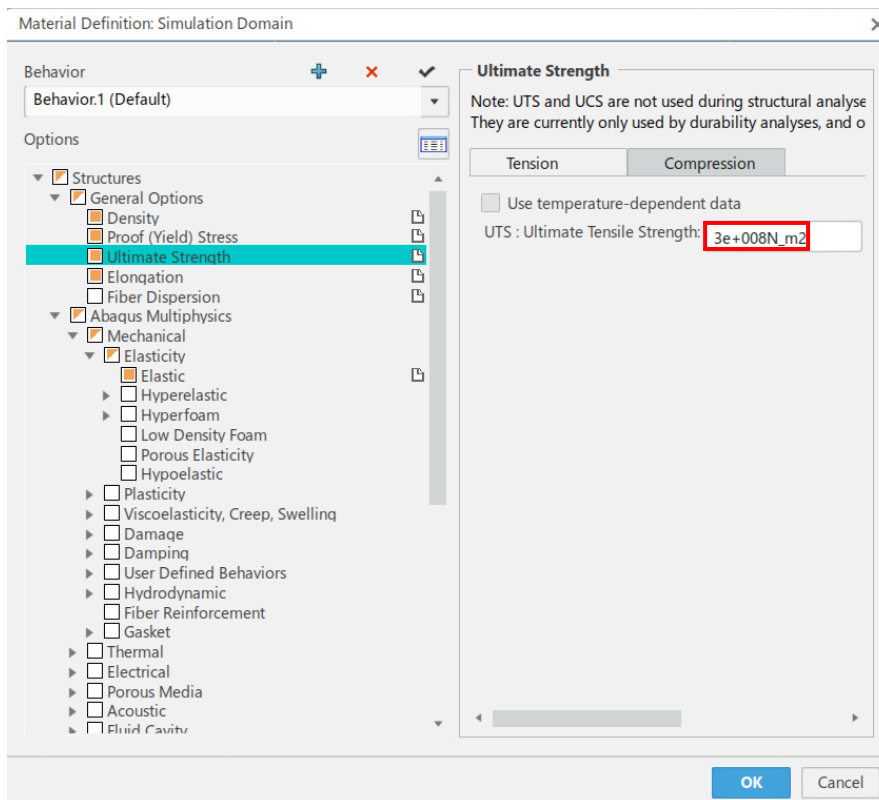 Material Definition: Simulation Domain
Behavior
Behavior.1 (Default)
Options
Structures
General Options
Density
Proof (Yield) Stress
Ultimate Strength
Elongation
Fiber Dispersion
Abaqus Multiphysics
Mechanical
Elasticity
Elastic
Hyperelastic
Hyperfoam
Low Density Foam
Porous Elasticity
Hypoelastic
Plasticity
Viscoelasticity, Creep, Swelling
Damage
Damping
User Defined Behaviors
Hydrodynamic
Fiber Reinforcement
Gasket
Thermal
Electrical
Porous Media
Acoustic
Fluid Cavity
Ultimate Strength
Note: UTS and UCS are not used during structural analyse
They are currently only used by durability analyses, and o
Tension Compression
Use temperature-dependent data
UTS : Ultimate Tensile Strength: 3e+008N_m2
OK Cancel